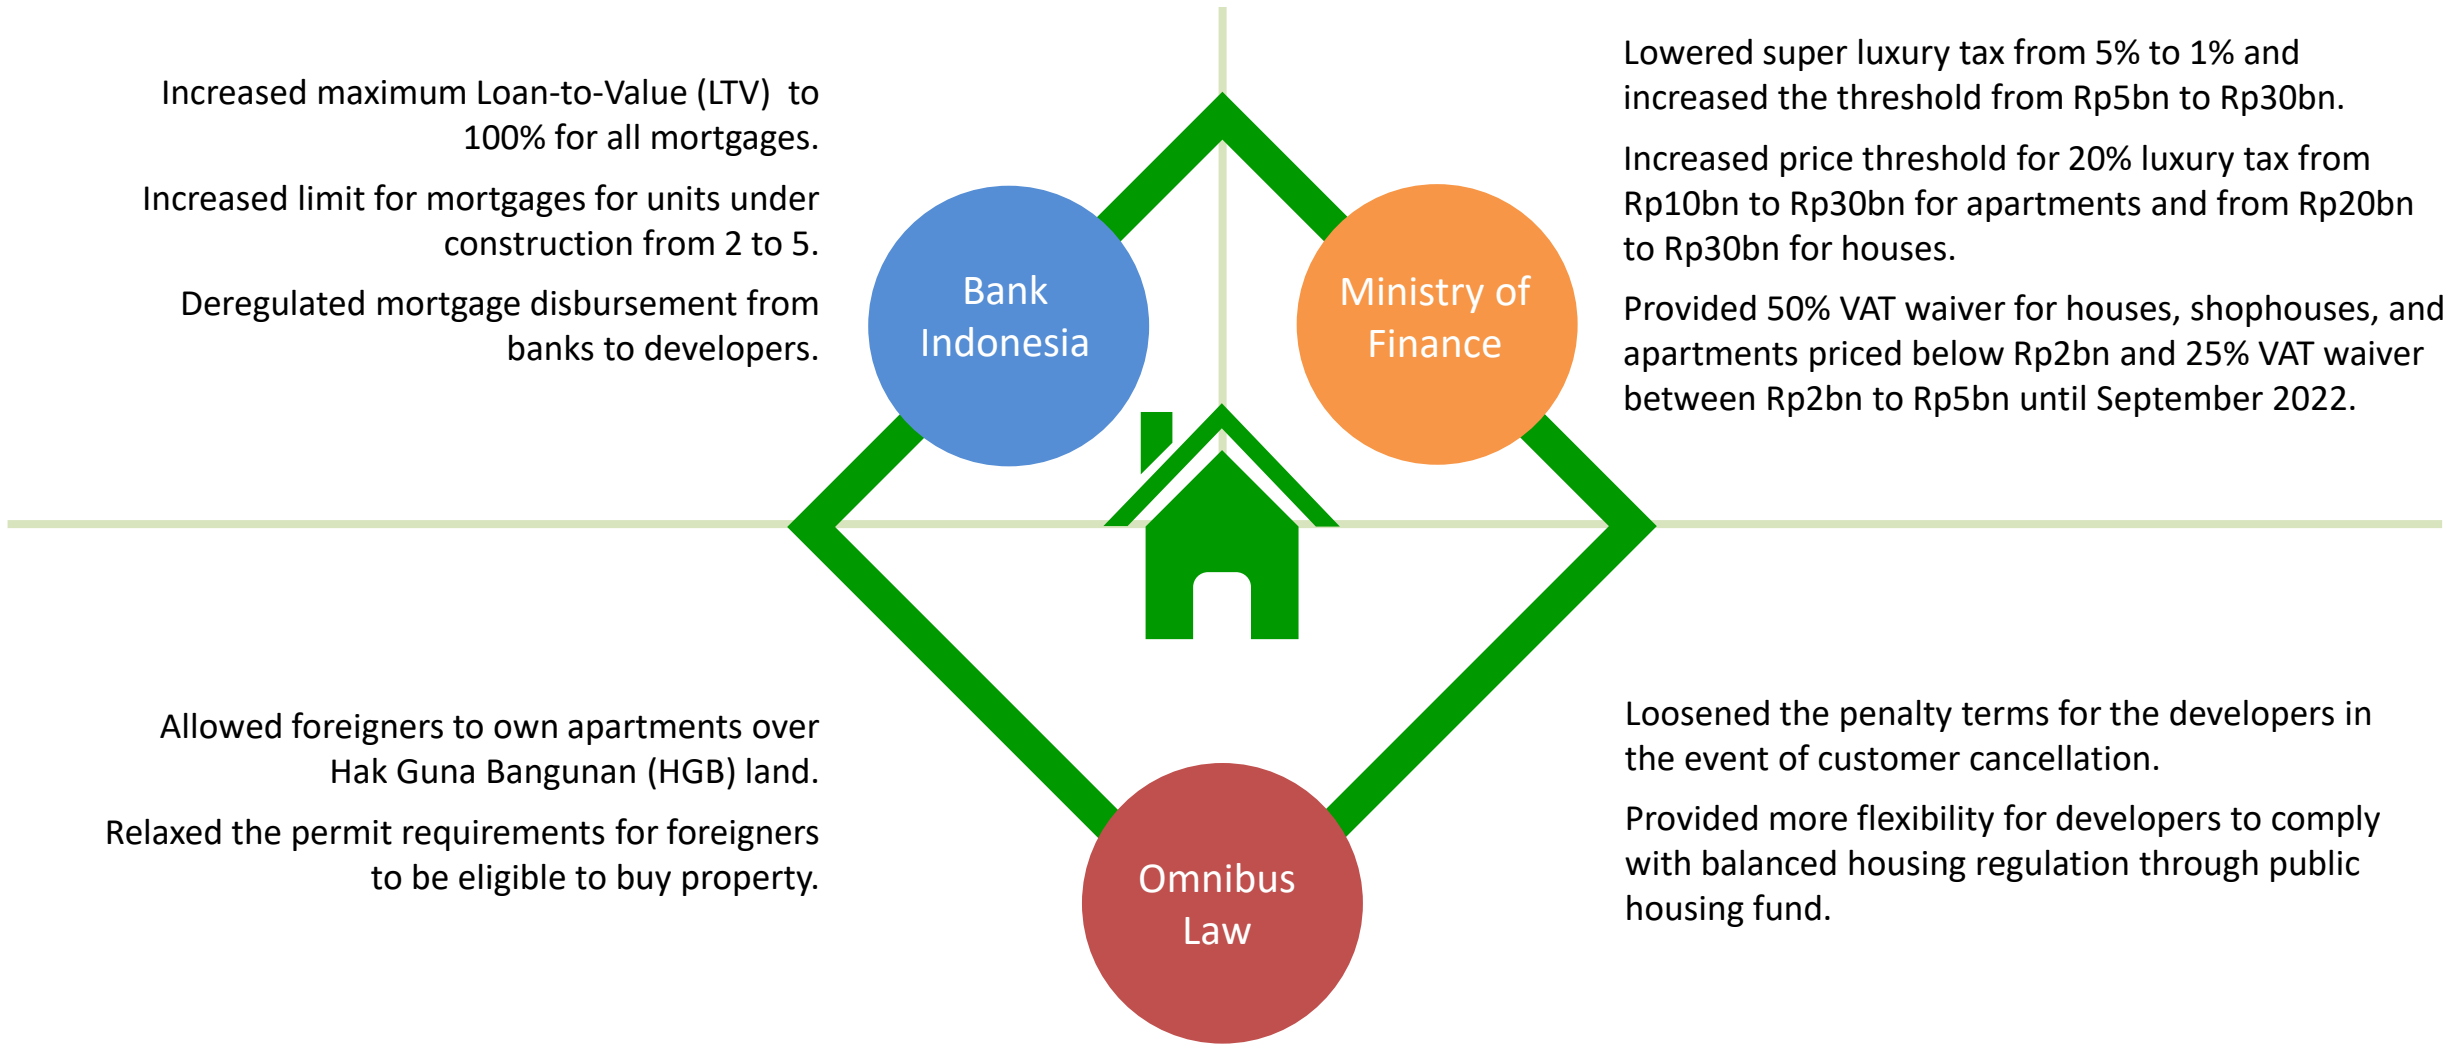 Increased maximum Loan-to-Value (LTV)  to
100% for all mortgages.
Increased limit for mortgages for units under
construction from 2 to 5.
Deregulated mortgage disbursement from
banks to developers.
Bank
Indonesia
Ministry of
Finance
Lowered super luxury tax from 5% to 1% and
increased the threshold from Rp5bn to Rp30bn.
Increased price threshold for 20% luxury tax from
Rp10bn to Rp30bn for apartments and from Rp20bn
to Rp30bn for houses.
Provided 50% VAT waiver for houses, shophouses, and
apartments priced below Rp2bn and 25% VAT waiver
between Rp2bn to Rp5bn until September 2022.
Allowed foreigners to own apartments over
Hak Guna Bangunan (HGB) land.
Relaxed the permit requirements for foreigners
to be eligible to buy property.
Omnibus
Law
Loosened the penalty terms for the developers in
the event of customer cancellation.
Provided more flexibility for developers to comply
with balanced housing regulation through public
housing fund.